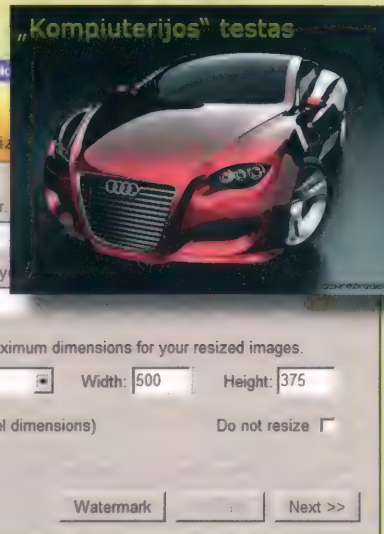 „Kompiuterijos“ testas
ximum dimensions for your resized images.
Width: 500 Height: 375
el dimensions) Do not resize
Watermark Next >>